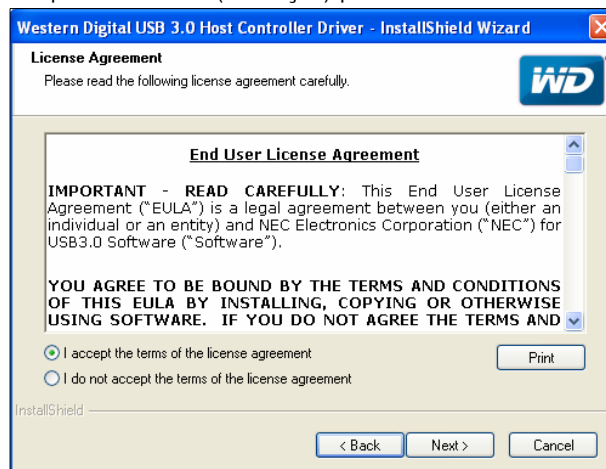 Western Digital USB 3.0 Host Controller Driver - InstallShield Wizard
License Agreement
Please read the following license agreement carefully.
WD
End User License Agreement
IMPORTANT - READ CAREFULLY: This End User License
Agreement ("EULA") is a legal agreement between you (either an
individual or an entity) and NEC Electronics Corporation ("NEC") for
USB3.0 Software ("Software").
YOU AGREE TO BE BOUND BY THE TERMS AND CONDITIONS
OF THIS EULA BY INSTALLING, COPYING OR OTHERWISE
USING SOFTWARE. IF YOU DO NOT AGREE THE TERMS AND
I accept the terms of the license agreement
Print
I do not accept the terms of the license agreement
InstallShield
< Back
Next >
Cancel